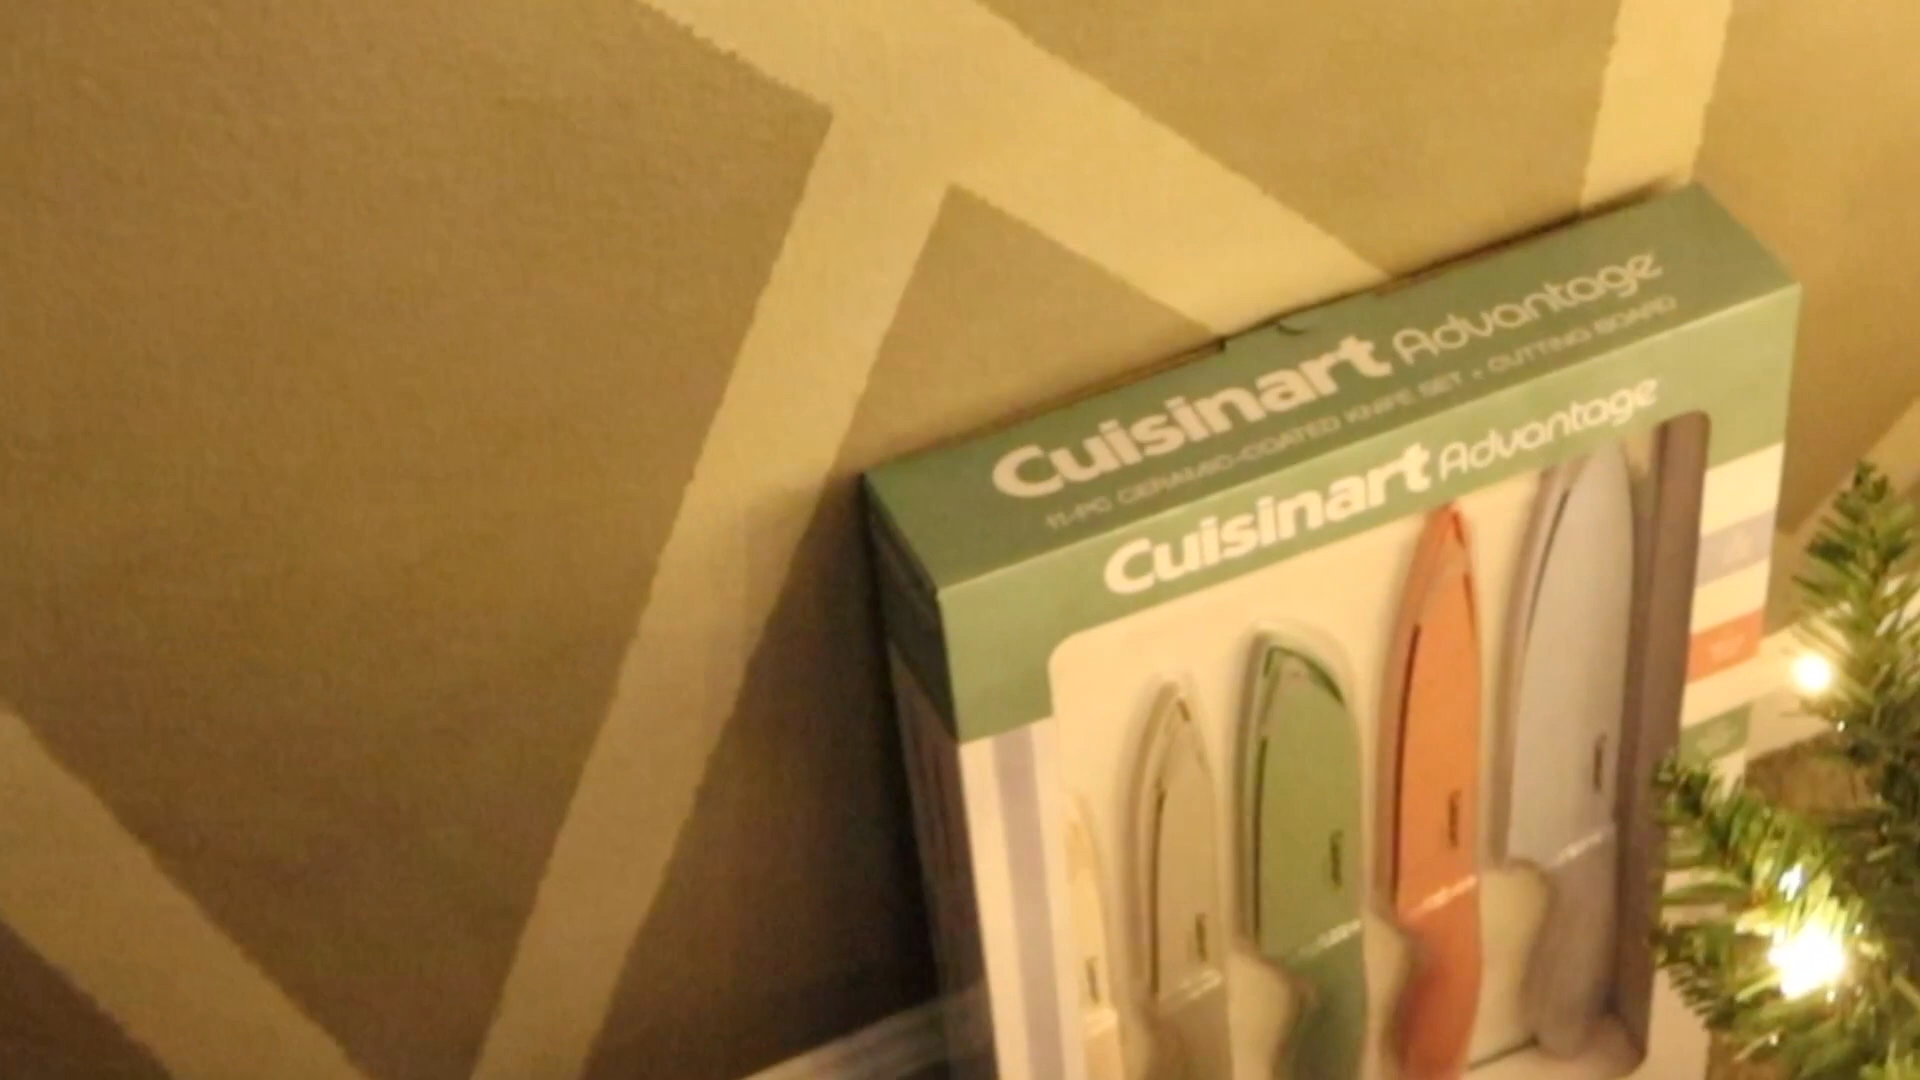 Cuisinart Advantage
11-PC CERAMIC-COATED KNIFE SET + CUTTING BOARD
Cuisinart Advantage